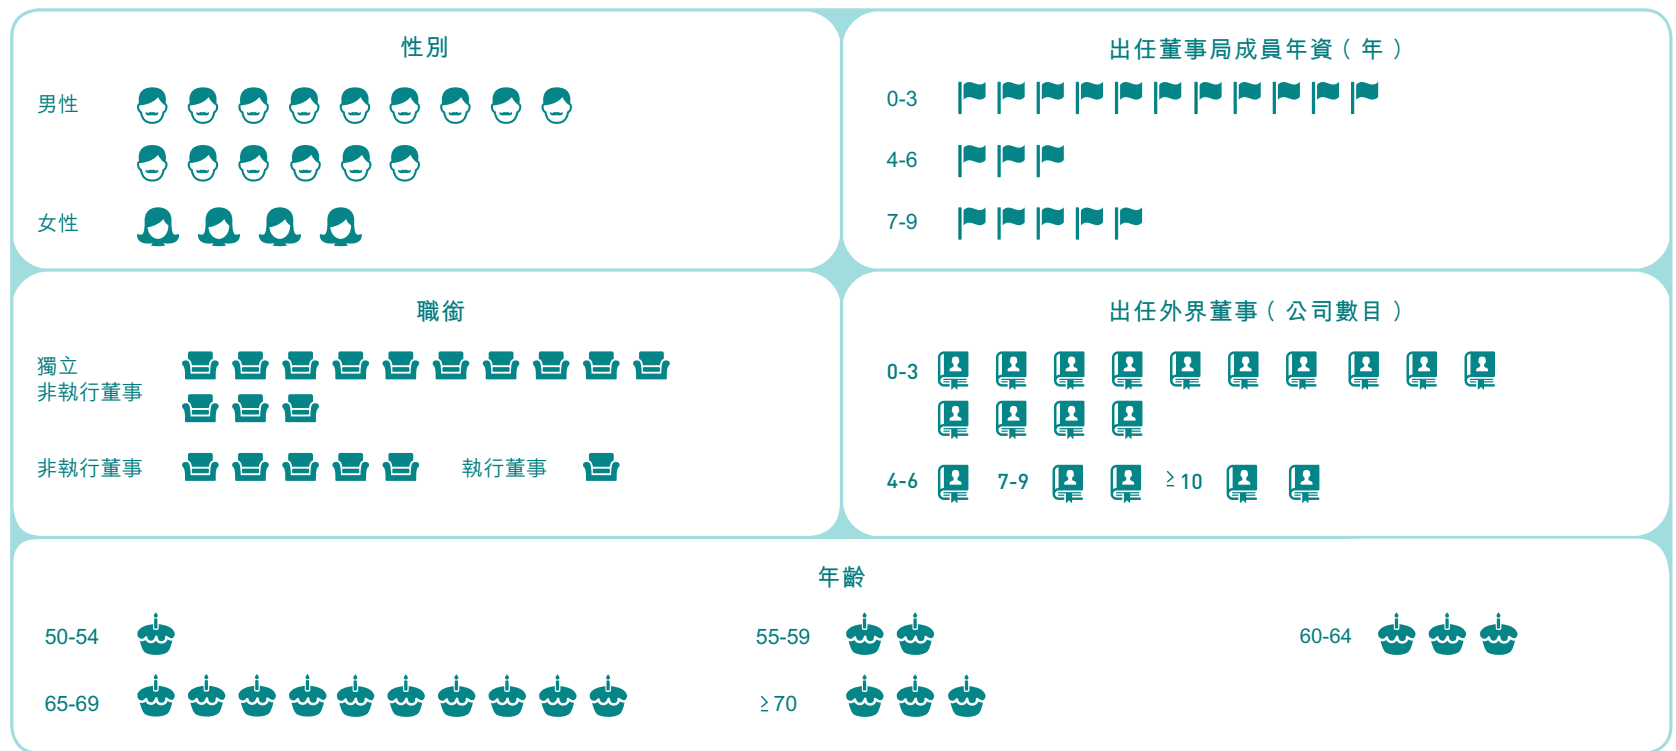 性別
男性
女性
出任董事局成員年資（年）
0-3
4-6
7-9
職銜
獨立
非執行董事
非執行董事
執行董事
出任外界董事（公司數目）
0-3
4-6
7-9
≥10
年齡
50-54
55-59
60-64
65-69
≥70